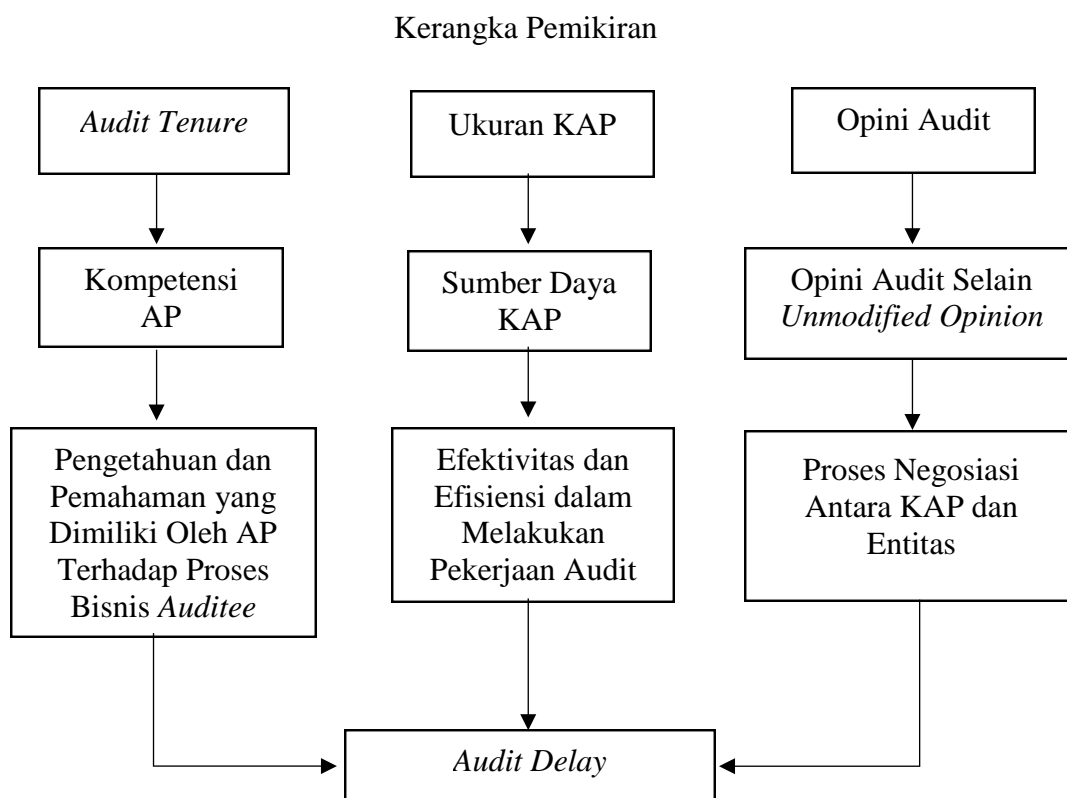 Kerangka Pemikiran
Audit Tenure
Ukuran KAP
Opini Audit
Kompetensi
AP
Sumber Daya
KAP
Opini Audit Selain
Unmodified Opinion
Pengetahuan dan
Pemahaman yang
Dimiliki Oleh AP
Terhadap Proses
Bisnis Auditee
Efektivitas dan
Efisiensi dalam
Melakukan
Pekerjaan Audit
Proses Negosiasi
Antara KAP dan
Entitas
Audit Delay